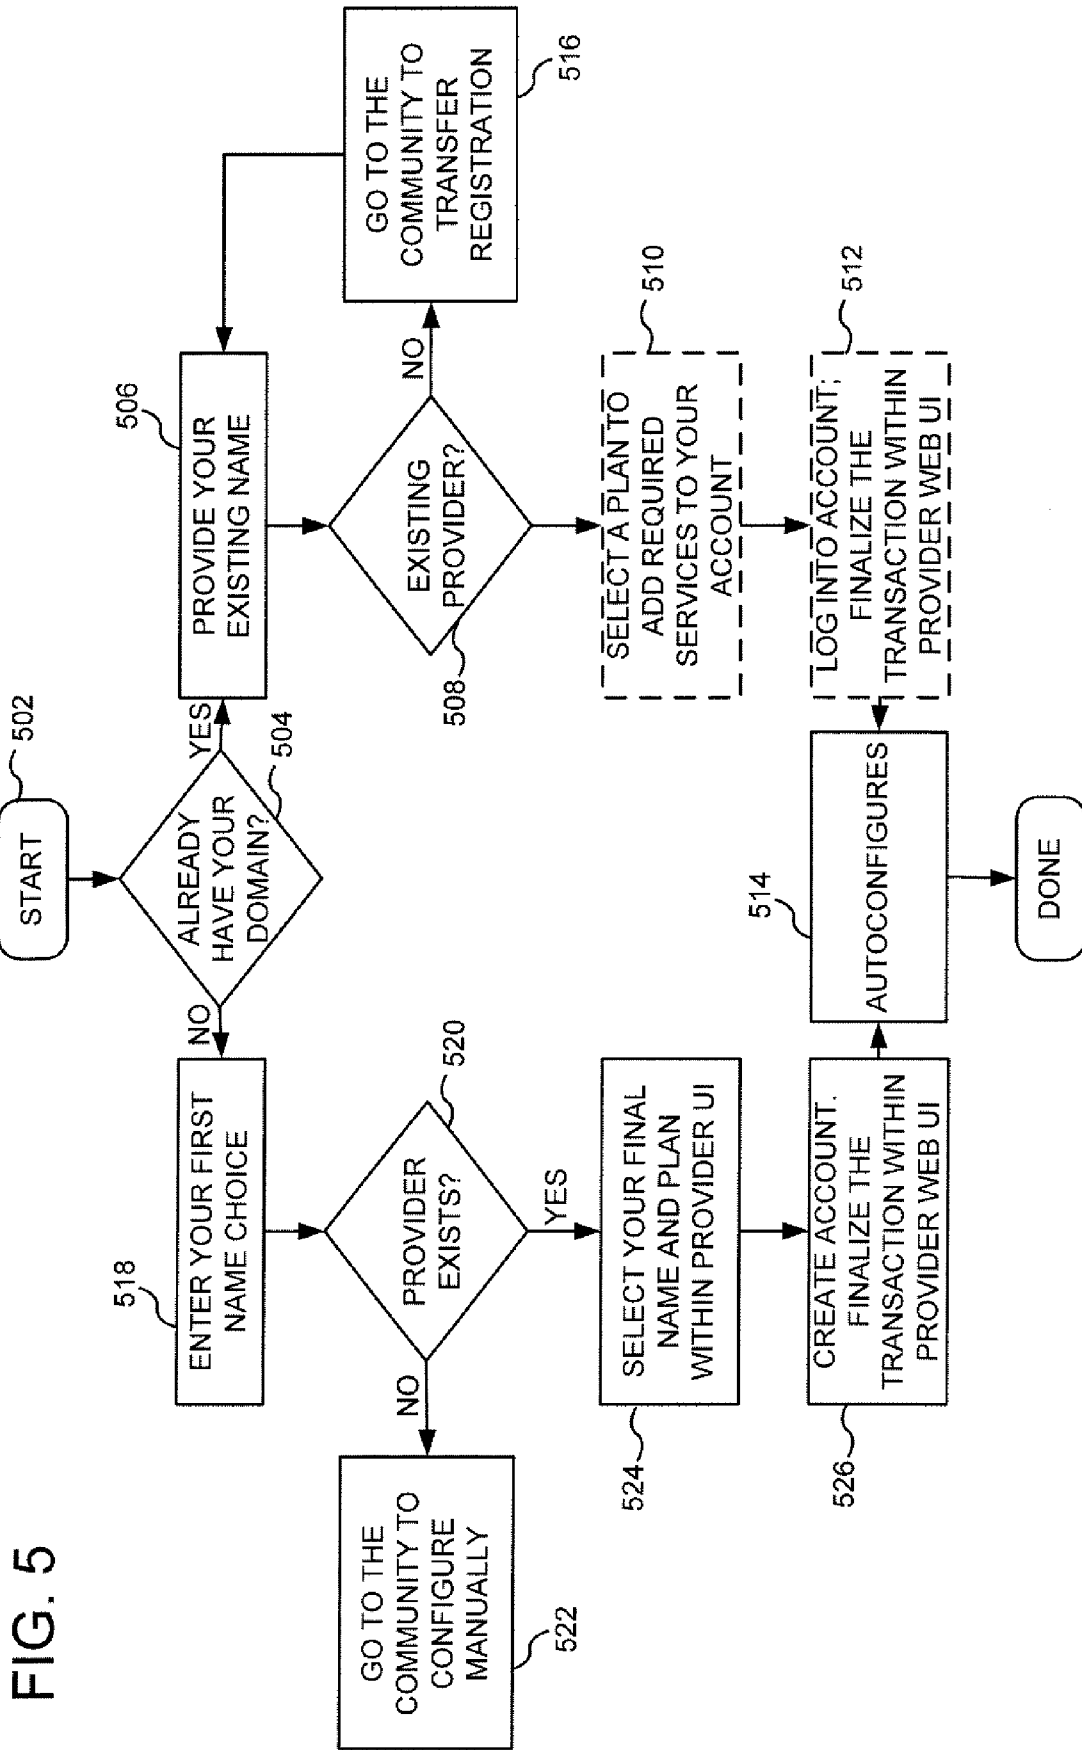 FIG. 5
START
502
ALREADY
HAVE YOUR
DOMAIN?
504
NO
YES
ENTER YOUR FIRST
NAME CHOICE
518
PROVIDE YOUR
EXISTING NAME
506
PROVIDER
EXISTS?
520
NO
YES
EXISTING
PROVIDER?
508
NO
GO TO THE
COMMUNITY TO
CONFIGURE
MANUALLY
522
GO TO THE
COMMUNITY TO
TRANSFER
REGISTRATION
516
SELECT YOUR FINAL
NAME AND PLAN
WITHIN PROVIDER UI
524
SELECT A PLAN TO
ADD REQUIRED
SERVICES TO YOUR
ACCOUNT
510
CREATE ACCOUNT.
FINALIZE THE
TRANSACTION WITHIN
PROVIDER WEB UI
526
AUTOCONFIGURES
514
LOG INTO ACCOUNT;
FINALIZE THE
TRANSACTION WITHIN
PROVIDER WEB UI
512
DONE